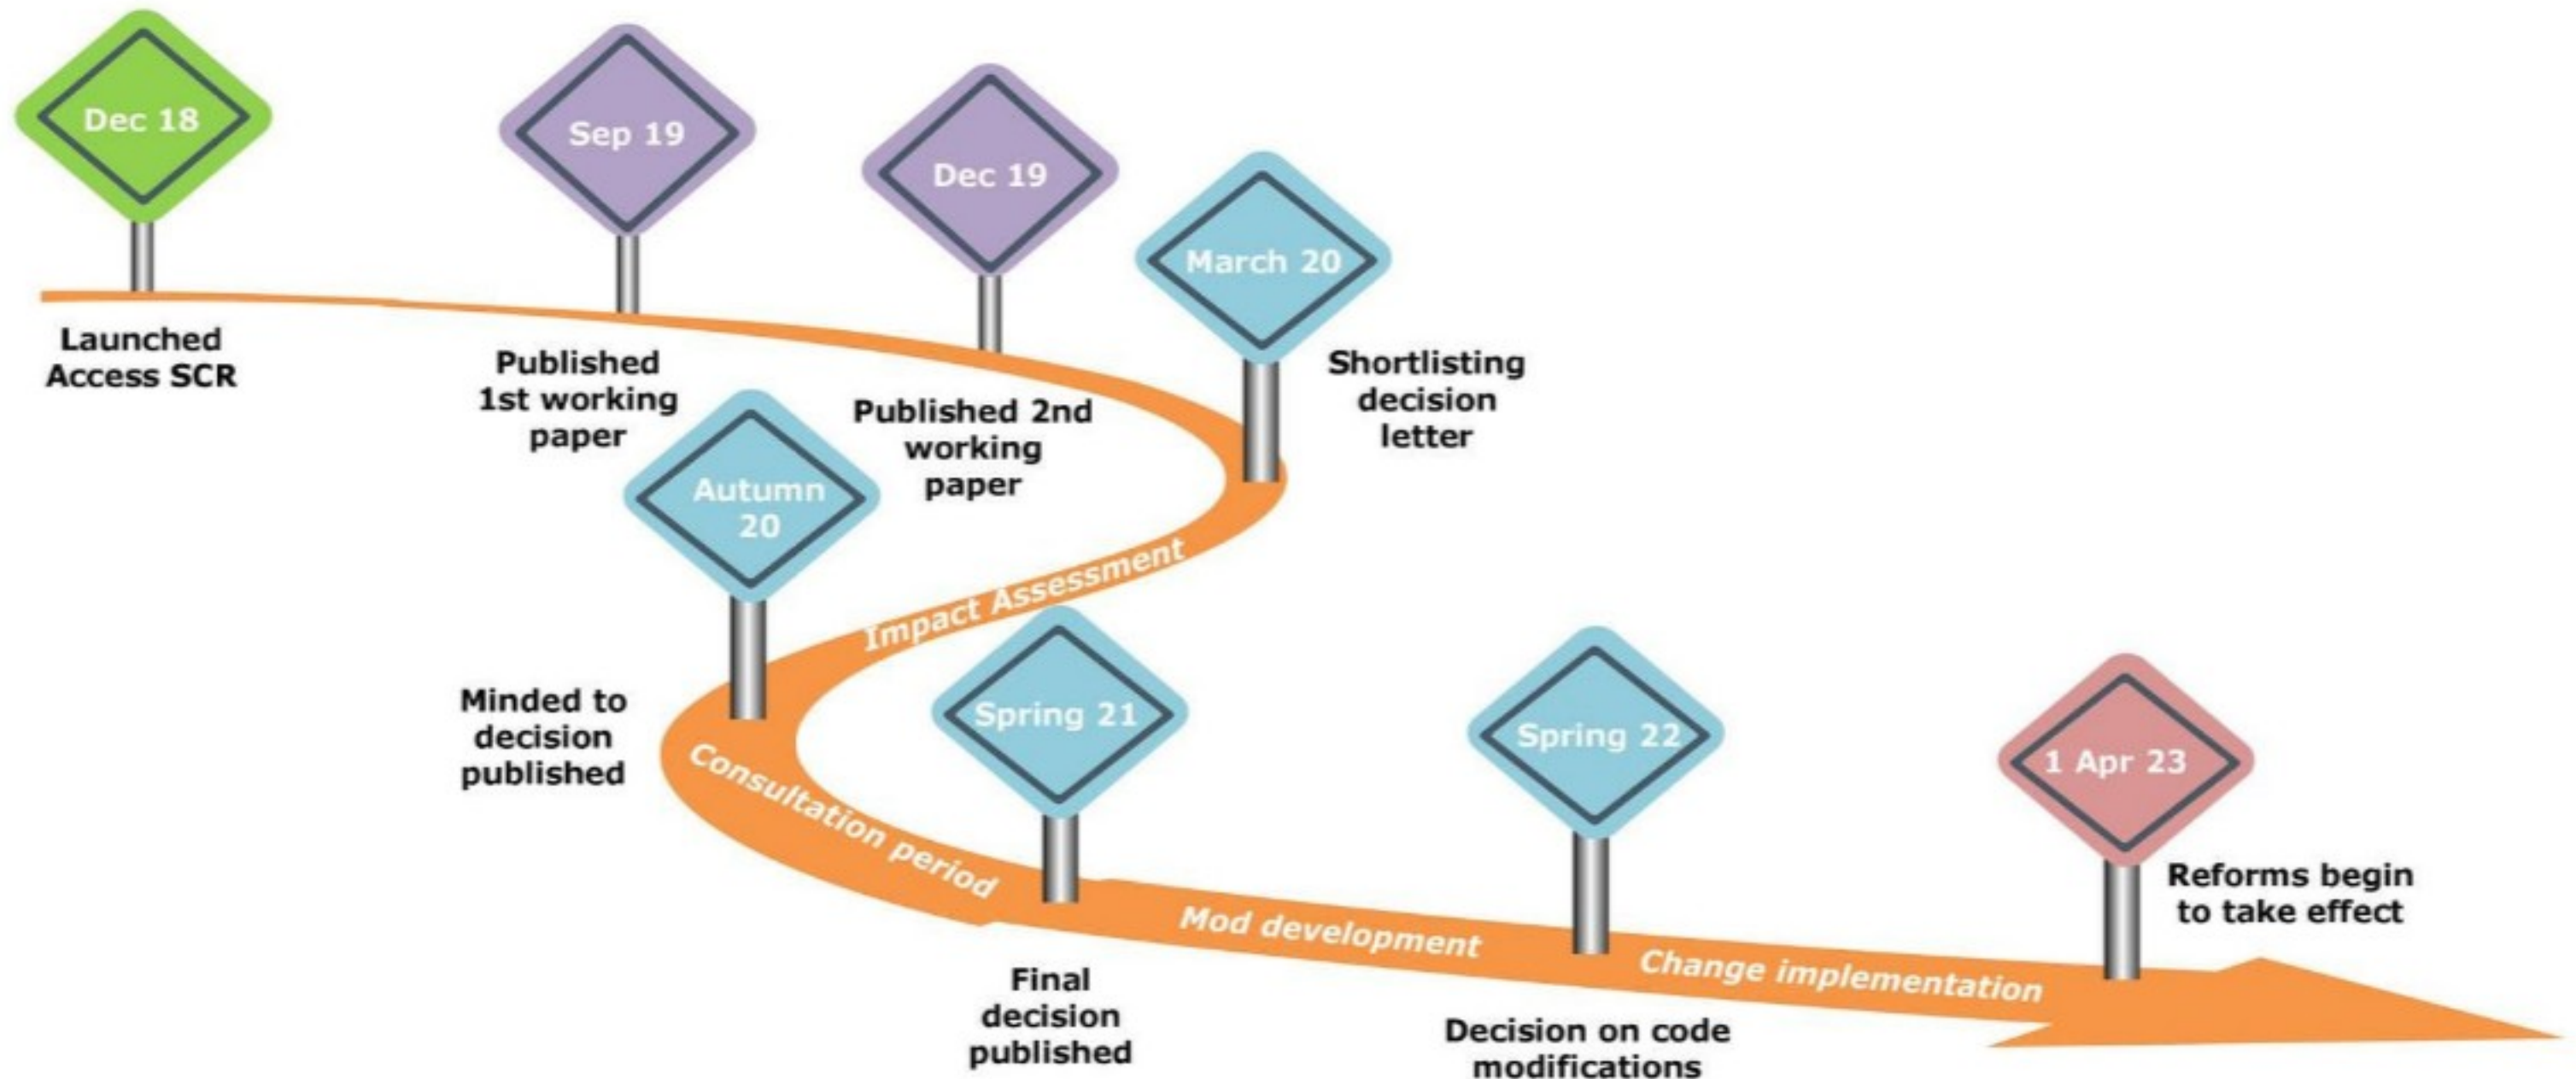 Dec 18
Launched
Access SCR
Sep 19
Published
1st working
paper
Dec 19
Published 2nd
working
paper
March 20
Shortlisting
decision
letter
Impact Assessment
Autumn
20
Minded to
decision
published
Consultation period
Spring 21
Final
decision
published
Mod development
Spring 22
Decision on code
modifications
Change implementation
1 Apr 23
Reforms begin
to take effect